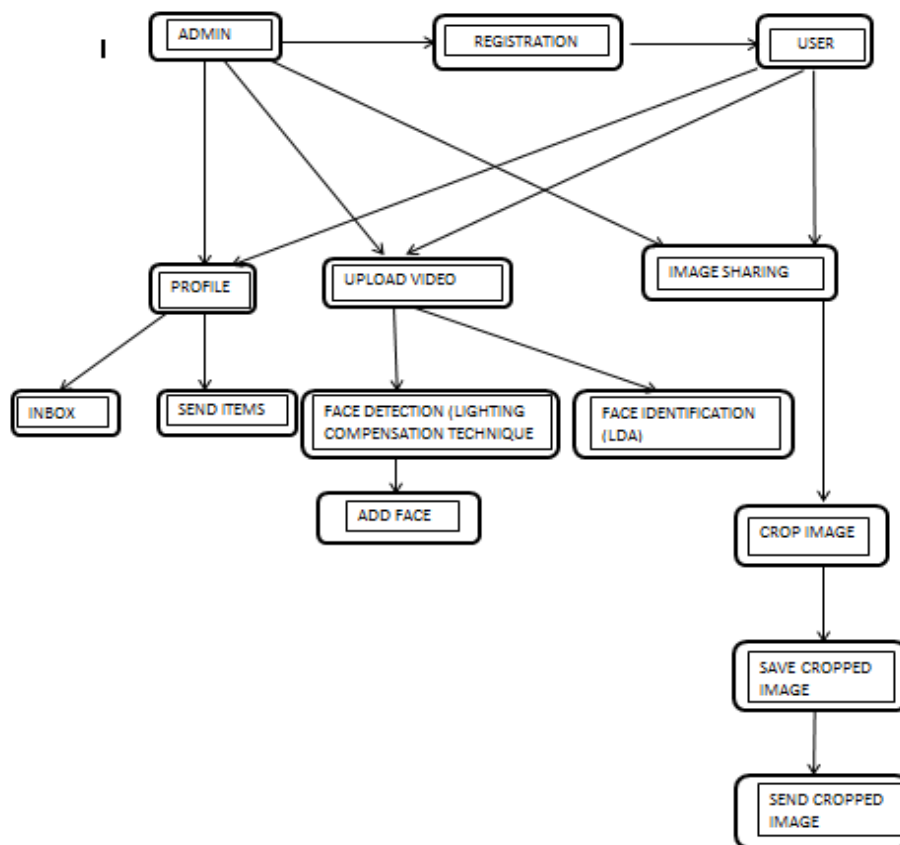 I
ADMIN
REGISTRATION
USER
PROFILE
UPLOAD VIDEO
IMAGE SHARING
INBOX
SEND ITEMS
FACE DETECTION (LIGHTING
COMPENSATION TECHNIQUE
FACE IDENTIFICATION
(LDA)
ADD FACE
CROP IMAGE
SAVE CROPPED
IMAGE
SEND CROPPED
IMAGE